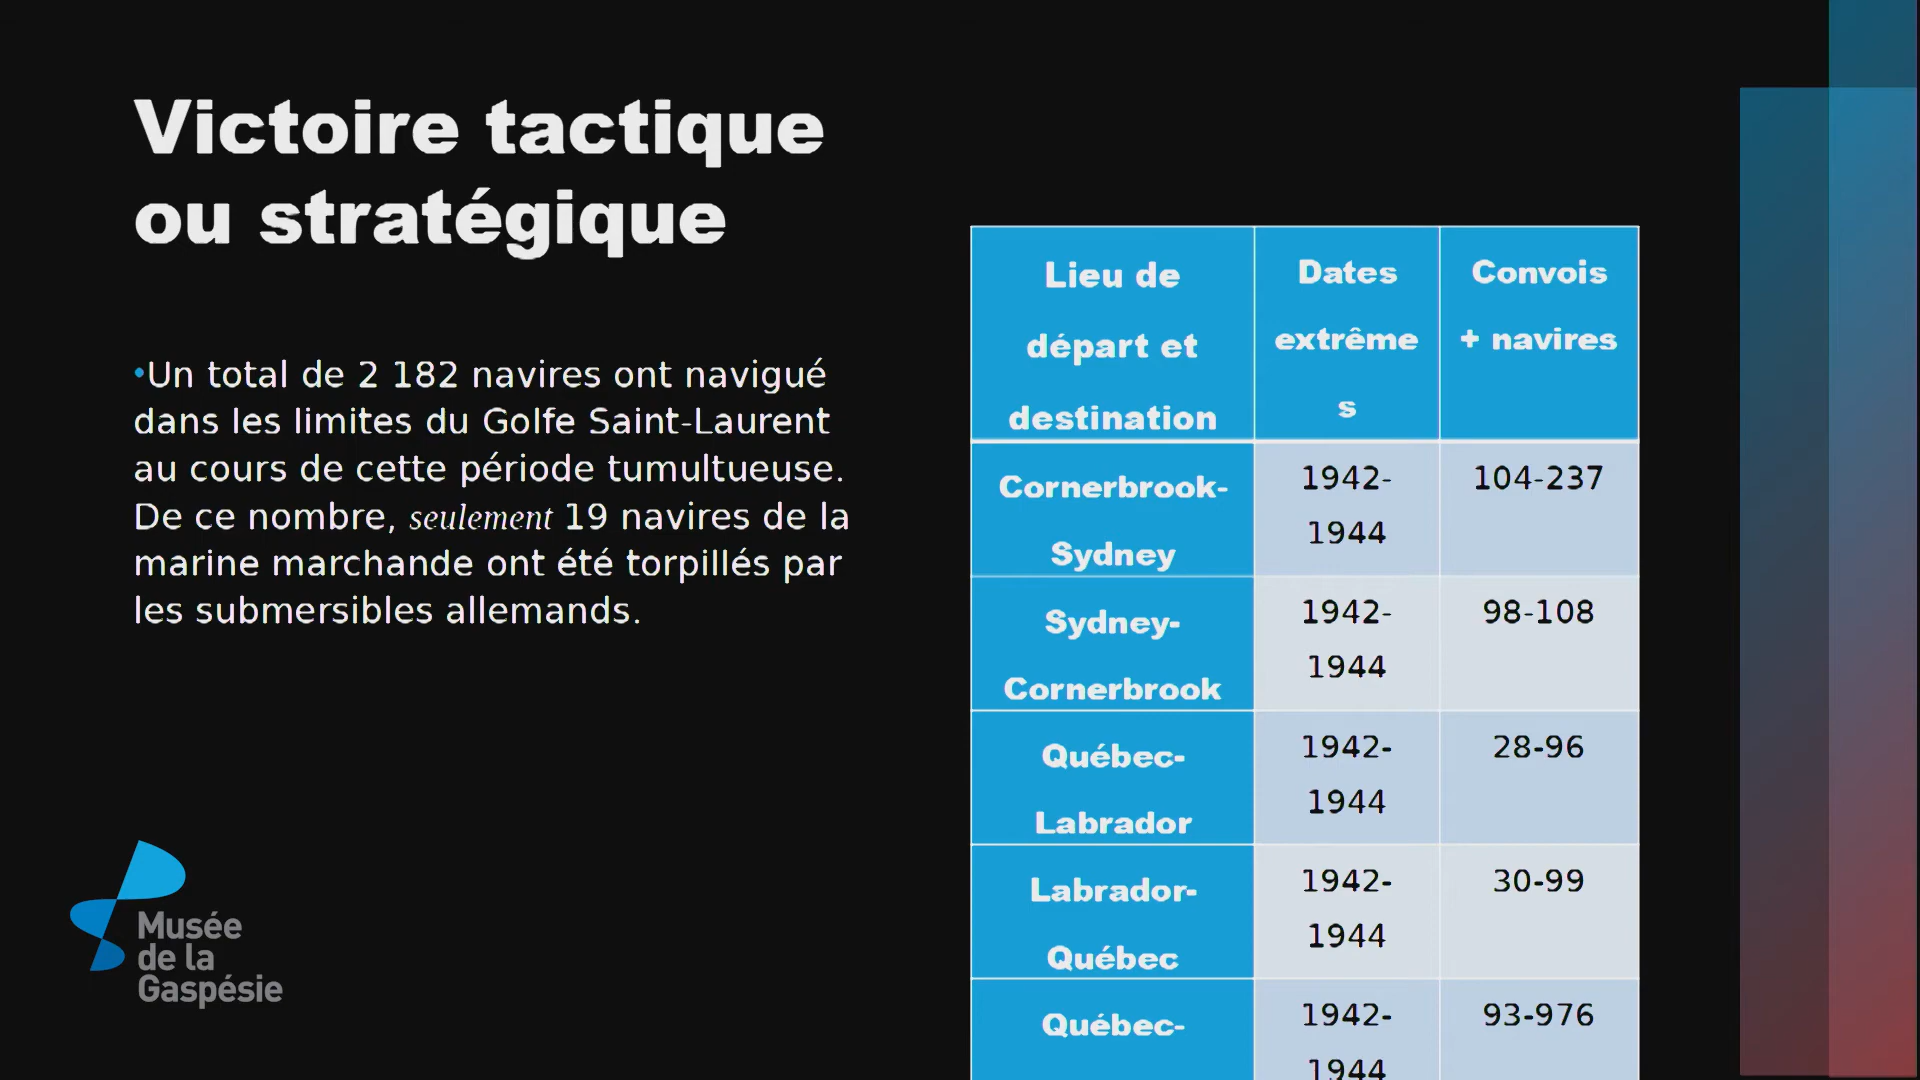 Victoire tactique
ou stratégique
•Un total de 2 182 navires ont navigué
dans les limites du Golfe Saint-Laurent
au cours de cette période tumultueuse.
De ce nombre, seulement 19 navires de la
marine marchande ont été torpillés par
les submersibles allemands.
Musée
de la
Gaspésie
Lieu de
départ et
destination
Dates
extrême
s
Convois
+ navires
Cornerbrook-
Sydney
1942-
1944
104-237
Sydney-
Cornerbrook
1942-
1944
98-108
Québec-
Labrador
1942-
1944
28-96
Labrador-
Québec
1942-
1944
30-99
Québec-
1942-
1944
93-976